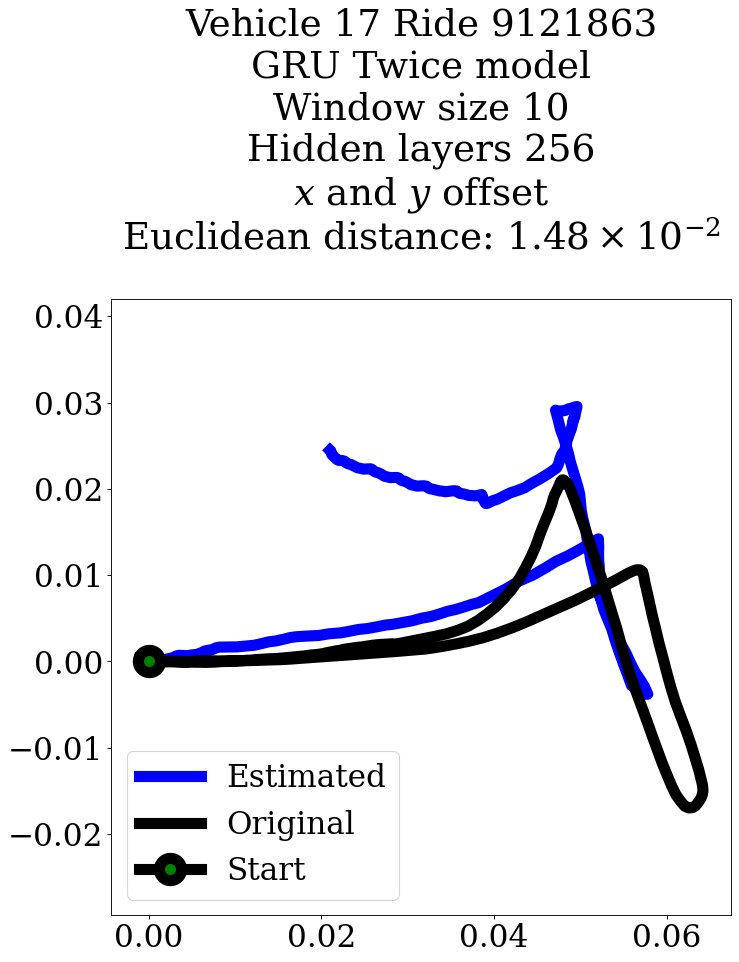 Vehicle 17 Ride 9121863
GRU Twice model
Window size 10
Hidden layers 256
x and y offset
Euclidean distance: 1.48 × 10⁻²
0.04
0.03
0.02
0.01
0.00
−0.01
−0.02
Estimated
Original
Start
0.00 0.02 0.04 0.06